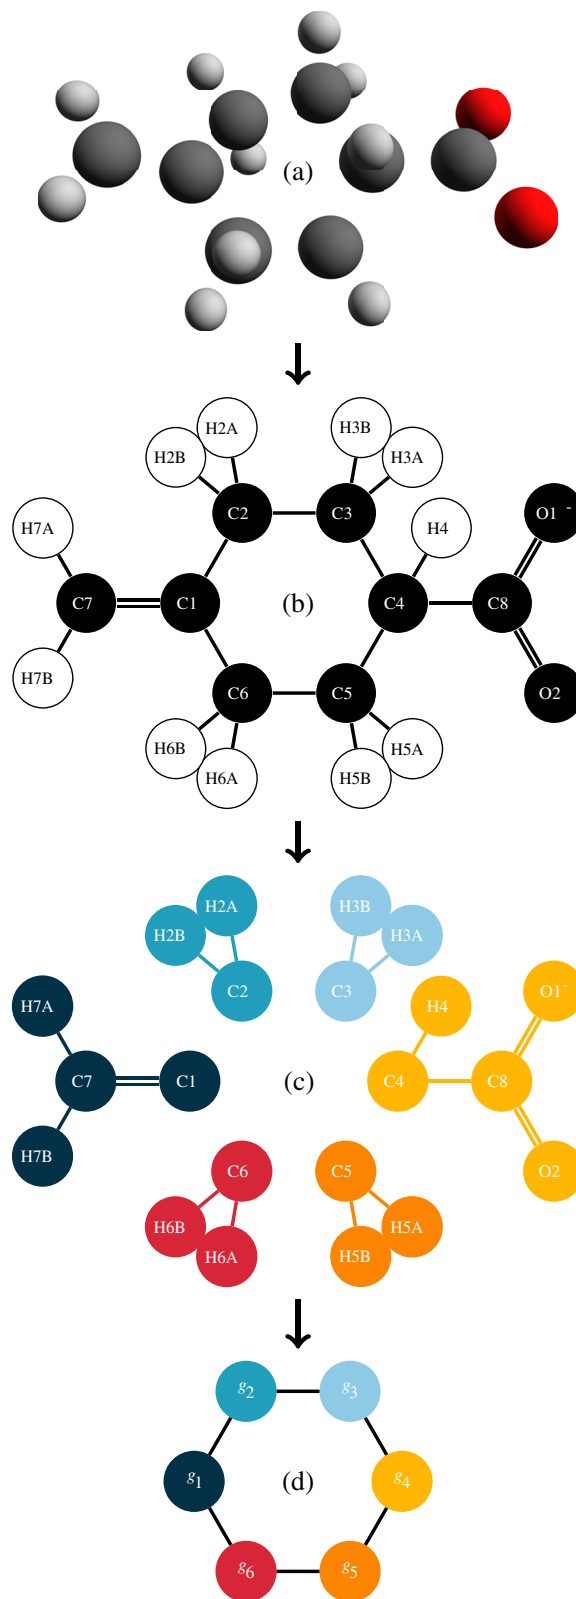 (a)
H2A H3B
H2B H3A
C2 C3 O1 -
H7A H4
C7 C1 (b) C4 C8
H7B
C6 C5 O2
H6B H5A
H6A H5B
H2A H3B
H2B H3A
C2 C3 O1-
H7A H4
C7 C1 (c) C4 C8
H7B C6 C5 O2
H6B H5A
H6A H5B
g2 g3
g1 (d) g4
g6 g5